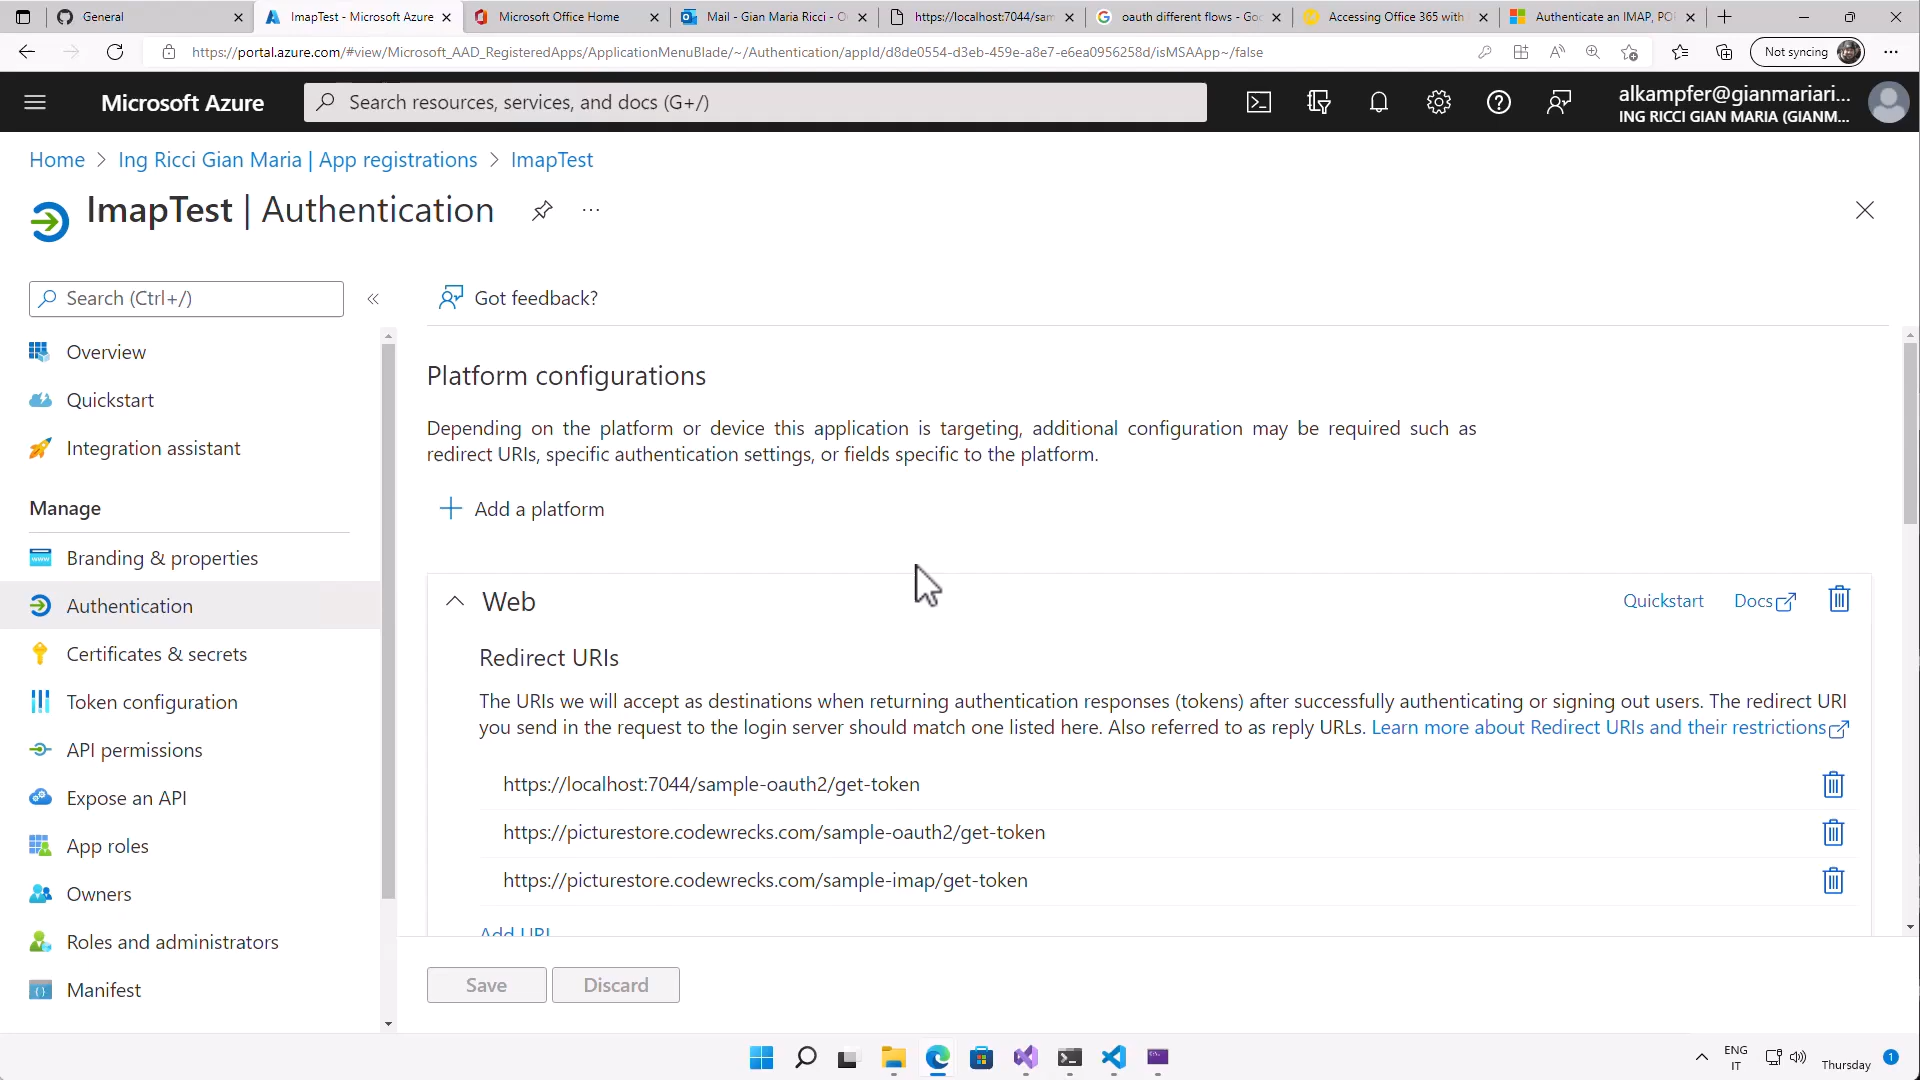 General
ImapTest - Microsoft Azure
Microsoft Office Home
Mail - Gian Maria Ricci - O
https://localhost:7044/sam
oauth different flows - Goo
Accessing Office 365 with
Authenticate an IMAP, PO
https://portal.azure.com/#view/Microsoft_AAD_RegisteredApps/ApplicationMenuBlade/~/Authentication/appId/d8de0554-d3eb-459e-a8e7-e6ea0956258d/isMSAApp~/false
Not syncing
Microsoft Azure
Search resources, services, and docs (G+/)
alkampfer@gianmariari...
ING RICCI GIAN MARIA (GIANM...
Home > Ing Ricci Gian Maria | App registrations > ImapTest
ImapTest | Authentication
Search (Ctrl+/)
Got feedback?
Overview
Quickstart
Integration assistant
Manage
Branding & properties
Authentication
Certificates & secrets
Token configuration
API permissions
Expose an API
App roles
Owners
Roles and administrators
Manifest
Platform configurations
Depending on the platform or device this application is targeting, additional configuration may be required such as
redirect URIs, specific authentication settings, or fields specific to the platform.
Add a platform
Web
Quickstart
Docs
Redirect URIs
The URIs we will accept as destinations when returning authentication responses (tokens) after successfully authenticating or signing out users. The redirect URI
you send in the request to the login server should match one listed here. Also referred to as reply URLs. Learn more about Redirect URIs and their restrictions
https://localhost:7044/sample-oauth2/get-token
https://picturestore.codewrecks.com/sample-oauth2/get-token
https://picturestore.codewrecks.com/sample-imap/get-token
Add URI
Save
Discard
ENG
IT
Thursday
1